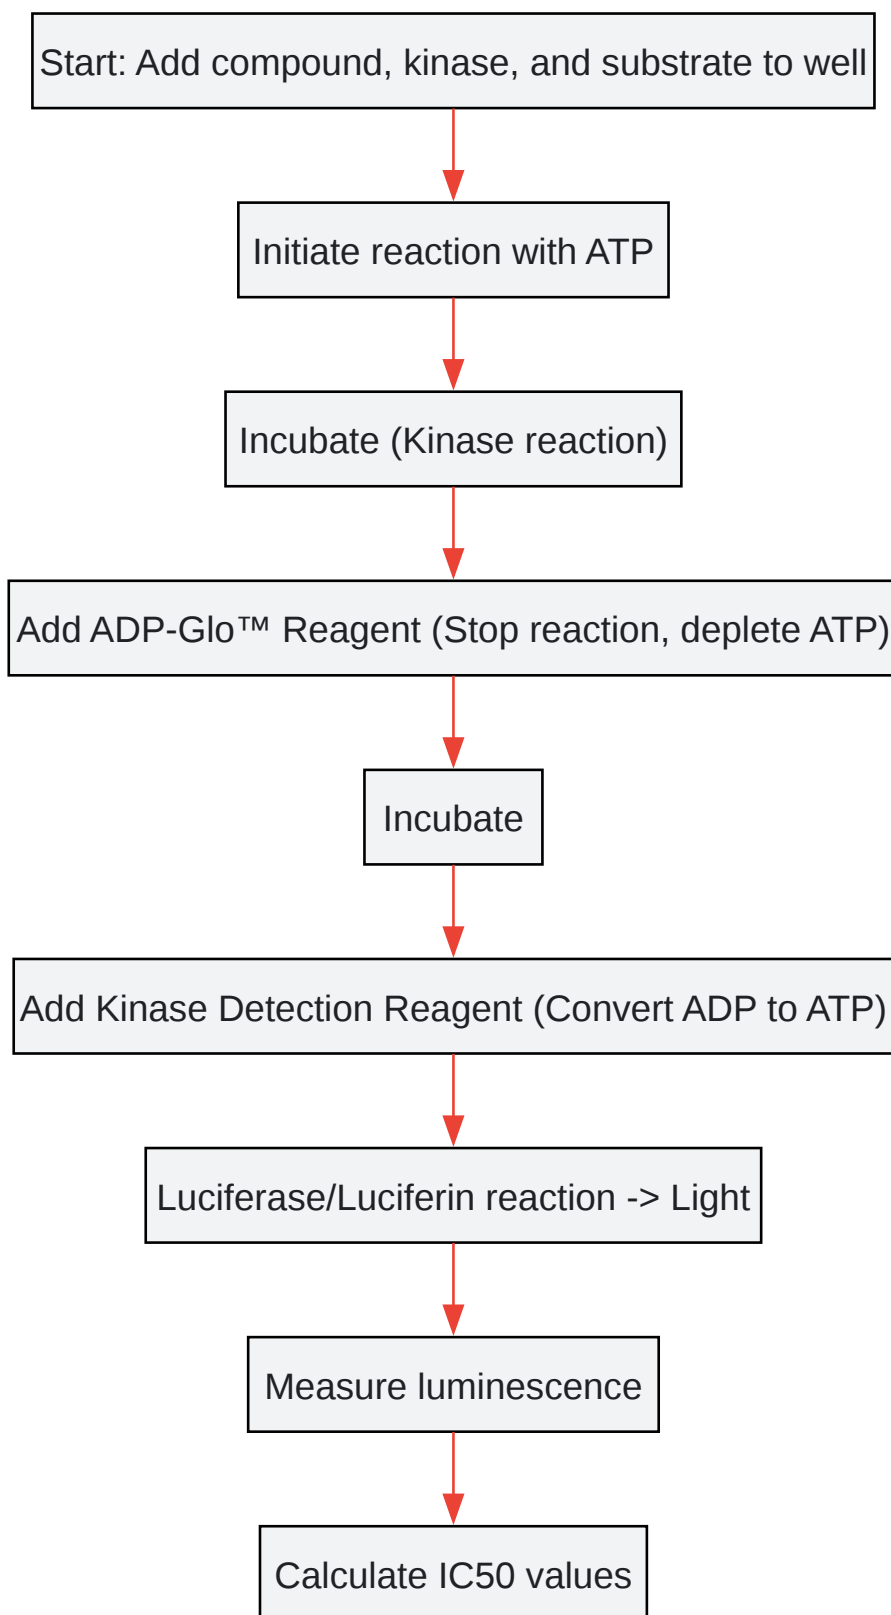 Start: Add compound, kinase, and substrate to well
Initiate reaction with ATP
Incubate (Kinase reaction)
Add ADP-Glo™ Reagent (Stop reaction, deplete ATP)
Incubate
Add Kinase Detection Reagent (Convert ADP to ATP)
Luciferase/Luciferin reaction -> Light
Measure luminescence
Calculate IC50 values